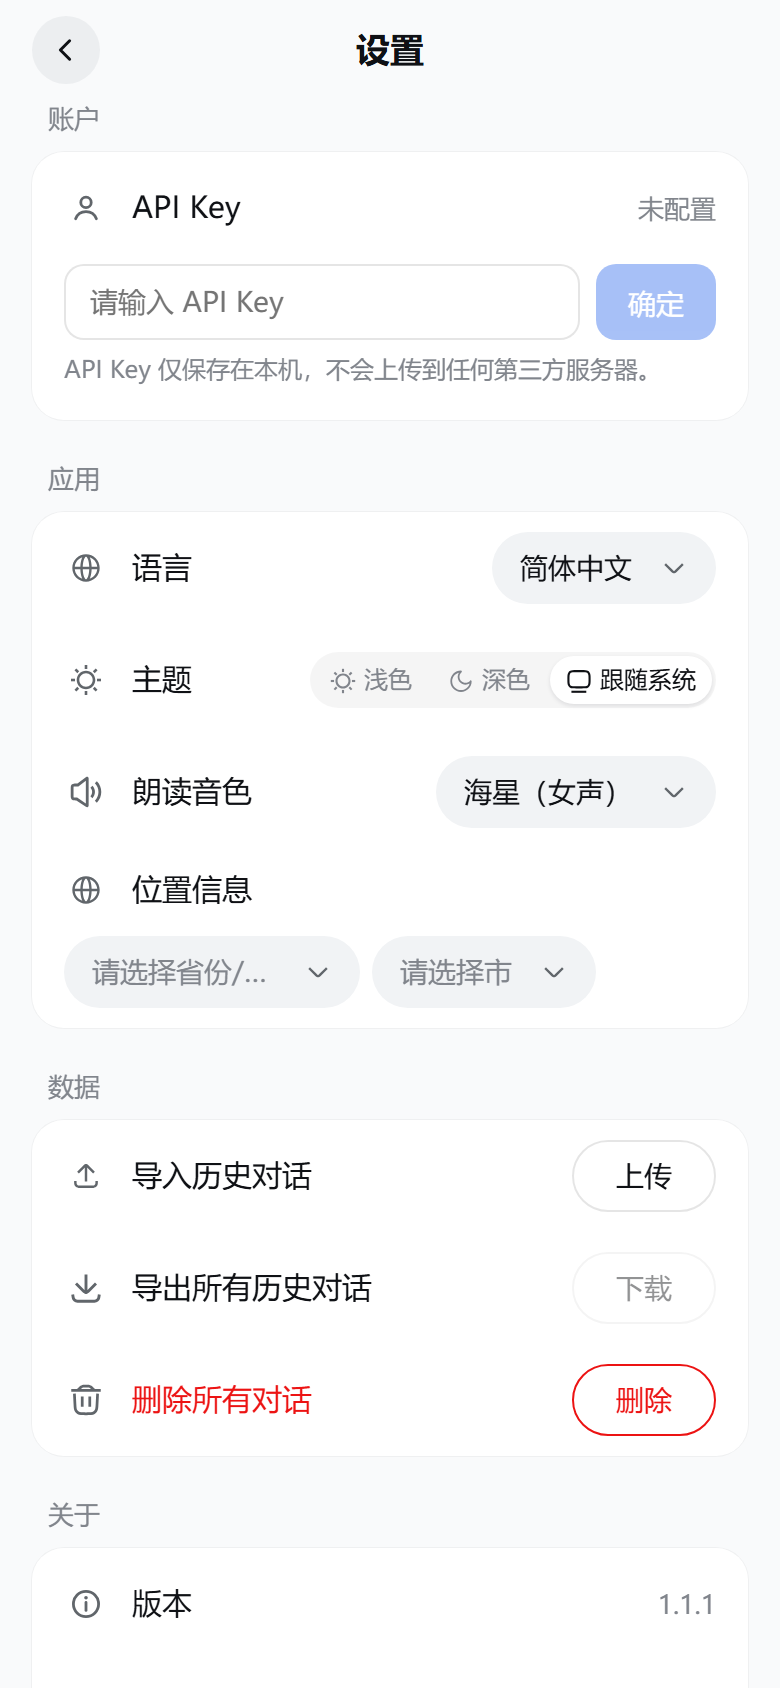 设置
账户
API Key
未配置
请输入 API Key
确定
API Key 仅保存在本机，不会上传到任何第三方服务器。
应用
语言
简体中文
主题
浅色
深色
跟随系统
朗读音色
海星（女声）
位置信息
请选择省份/...
请选择市
数据
导入历史对话
上传
导出所有历史对话
下载
删除所有对话
删除
关于
版本
1.1.1